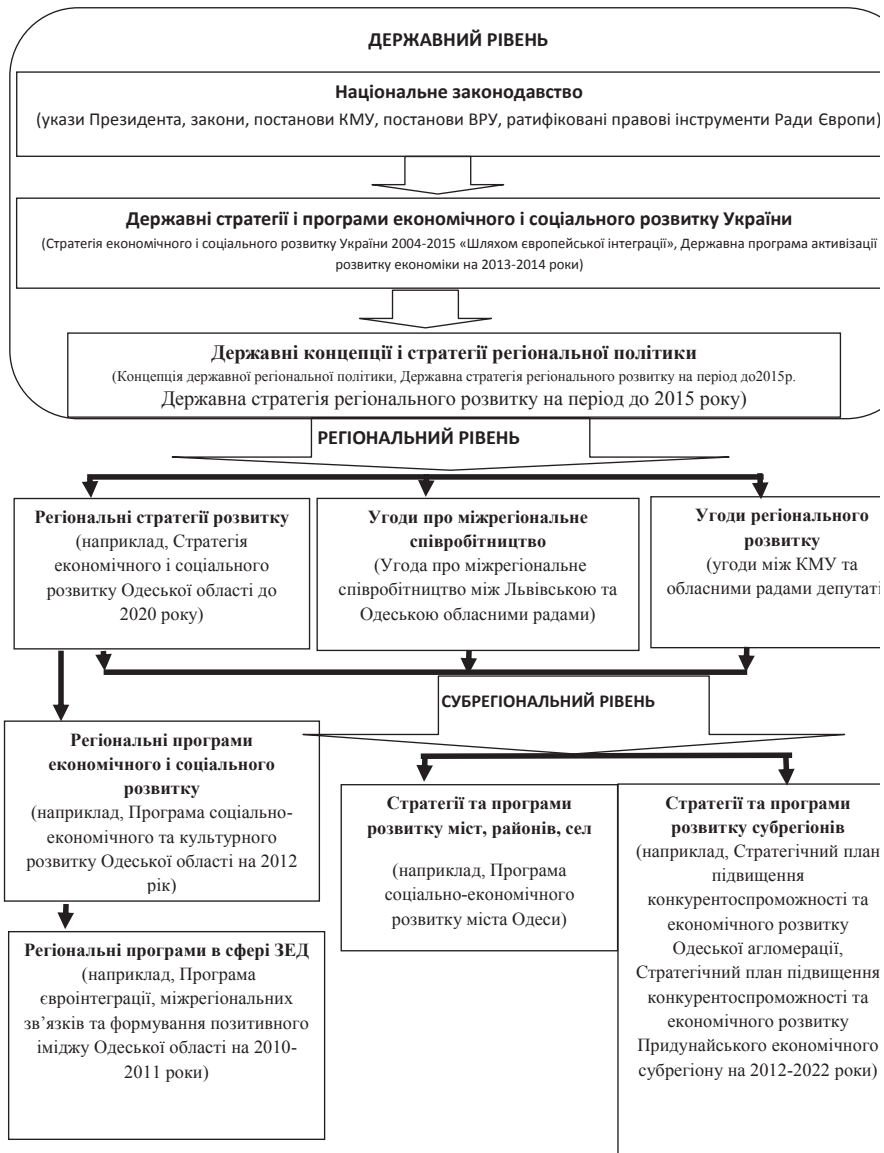 ДЕРЖАВНИЙ РІВЕНЬ
Національне законодавство
(укази Президента, закони, постанови КМУ, постанови ВРУ, ратифіковані правові інструменти Ради Європи)
Державні стратегії і програми економічного і соціального розвитку України
(Стратегія економічного і соціального розвитку України 2004-2015 «Шляхом європейської інтеграції», Державна програма активізації
розвитку економіки на 2013-2014 роки)
Державні концепції і стратегії регіональної політики
(Концепція державної регіональної політики, Державна стратегія регіонального розвитку на період до2015р.
Державна стратегія регіонального розвитку на період до 2015 року)
РЕГІОНАЛЬНИЙ РІВЕНЬ
Регіональні стратегії розвитку
(наприклад, Стратегія
економічного і соціального
розвитку Одеської області до
2020 року)
Угоди про міжрегіональне
співробітництво
(Угода про міжрегіональне
співробітництво між Львівською та
Одеською обласними радами)
Угоди регіонального
розвитку
(угоди між КМУ та
обласними радами депутаті
СУБРЕГІОНАЛЬНИЙ РІВЕНЬ
Регіональні програми
економічного і соціального
розвитку
(наприклад, Програма соціально-
економічного та культурного
розвитку Одеської області на 2012
рік)
Регіональні програми в сфері ЗЕД
(наприклад, Програма
євроінтеграції, міжрегіональних
зв’язків та формування позитивного
іміджу Одеської області на 2010-
2011 роки)
Стратегії та програми
розвитку міст, районів, сел
(наприклад, Програма
соціально-економічного
розвитку міста Одеси)
Стратегії та програми
розвитку субрегіонів
(наприклад, Стратегічний план
підвищення
конкурентоспроможності та
економічного розвитку
Одеської агломерації,
Стратегічний план підвищення
конкурентоспроможності та
економічного розвитку
Придунайського економічного
субрегіону на 2012-2022 роки)